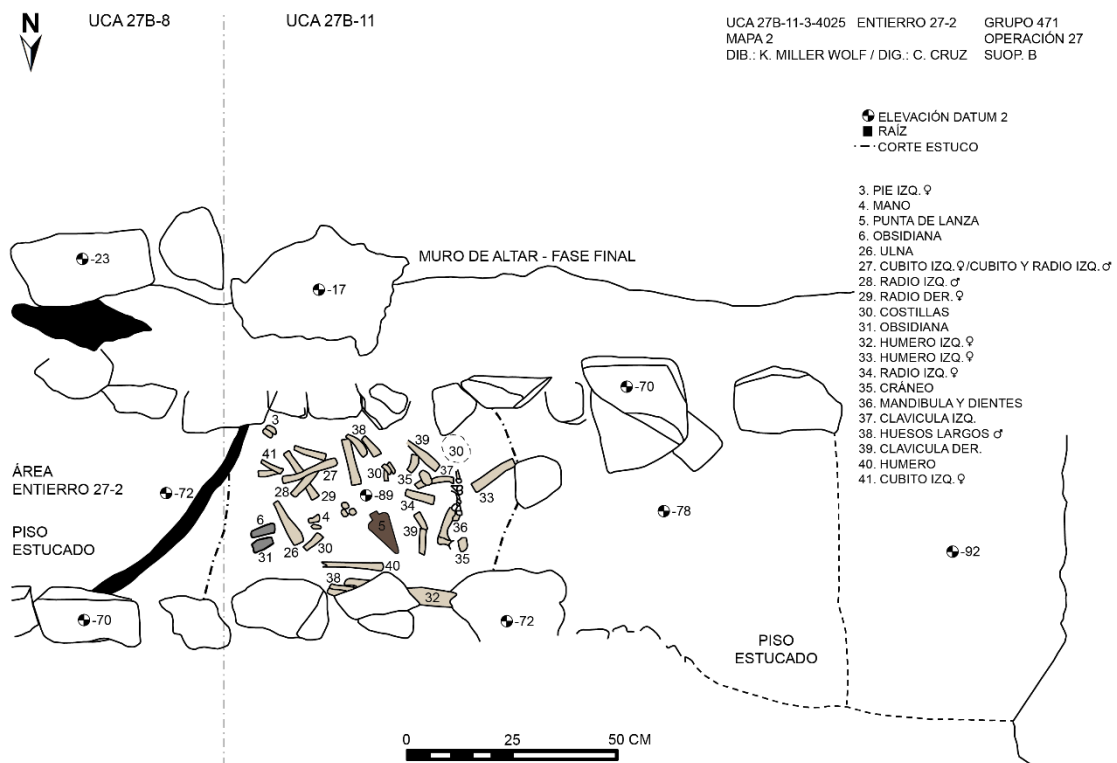 N
UCA 27B-8
UCA 27B-11
UCA 27B-11-3-4025 ENTIERRO 27-2 GRUPO 471
MAPA 2 OPERACIÓN 27
DIB.: K. MILLER WOLF / DIG.: C. CRUZ SUOP. B
ELEVACIÓN DATUM 2
RAÍZ
CORTE ESTUCO
3. PIE IZQ.♀
4. MANO
5. PUNTA DE LANZA
6. OBSIDIANA
26. ULNA
27. CUBITO IZQ.♀/CUBITO Y RADIO IZQ.♂
28. RADIO IZQ.♂
29. RADIO DER.♀
30. COSTILLAS
31. OBSIDIANA
32. HUMERO IZQ.♀
33. HUMERO IZQ.♀
34. RADIO IZQ.♀
35. CRÁNEO
36. MANDIBULA Y DIENTES
37. CLAVICULA IZQ.
38. HUESOS LARGOS♂
39. CLAVICULA DER.
40. HUMERO
41. CUBITO IZQ.♀
-23
-17
MURO DE ALTAR - FASE FINAL
-70
3
38
39
30
41
27
30
35
37
33
ÁREA
ENTIERRO 27-2
-72
28
29
-89
34
-78
6
4
5
39
36
PISO
ESTUCADO
31
26
30
35
-92
38
40
32
-70
-72
PISO
ESTUCADO
0 25 50 CM